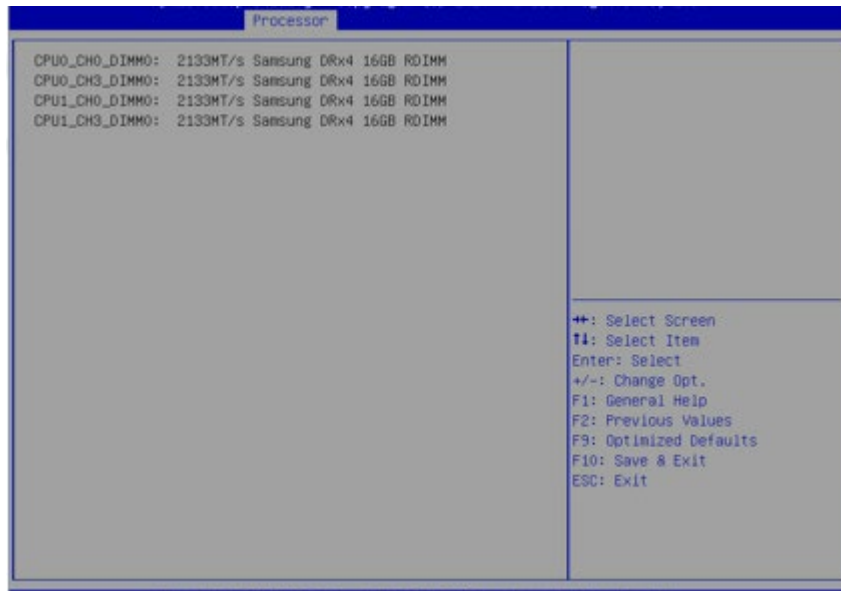 Processor
CPU0_CH0_DIMM0: 2133MT/s Samsung DRx4 16GB RDIMM
CPU0_CH3_DIMM0: 2133MT/s Samsung DRx4 16GB RDIMM
CPU1_CH0_DIMM0: 2133MT/s Samsung DRx4 16GB RDIMM
CPU1_CH3_DIMM0: 2133MT/s Samsung DRx4 16GB RDIMM
→←: Select Screen
↑↓: Select Item
Enter: Select
+/-: Change Opt.
F1: General Help
F2: Previous Values
F9: Optimized Defaults
F10: Save & Exit
ESC: Exit